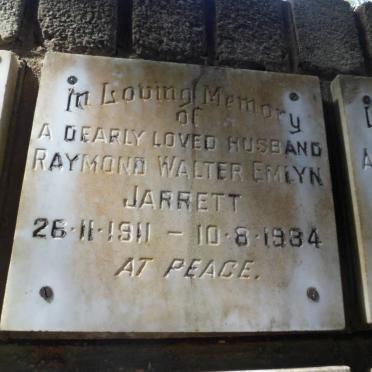 In Loving Memory
of
A DEARLY LOVED HUSBAND
RAYMOND WALTER EMLYN
JARRETT
26·11·1911 – 10·8·1984
AT PEACE.